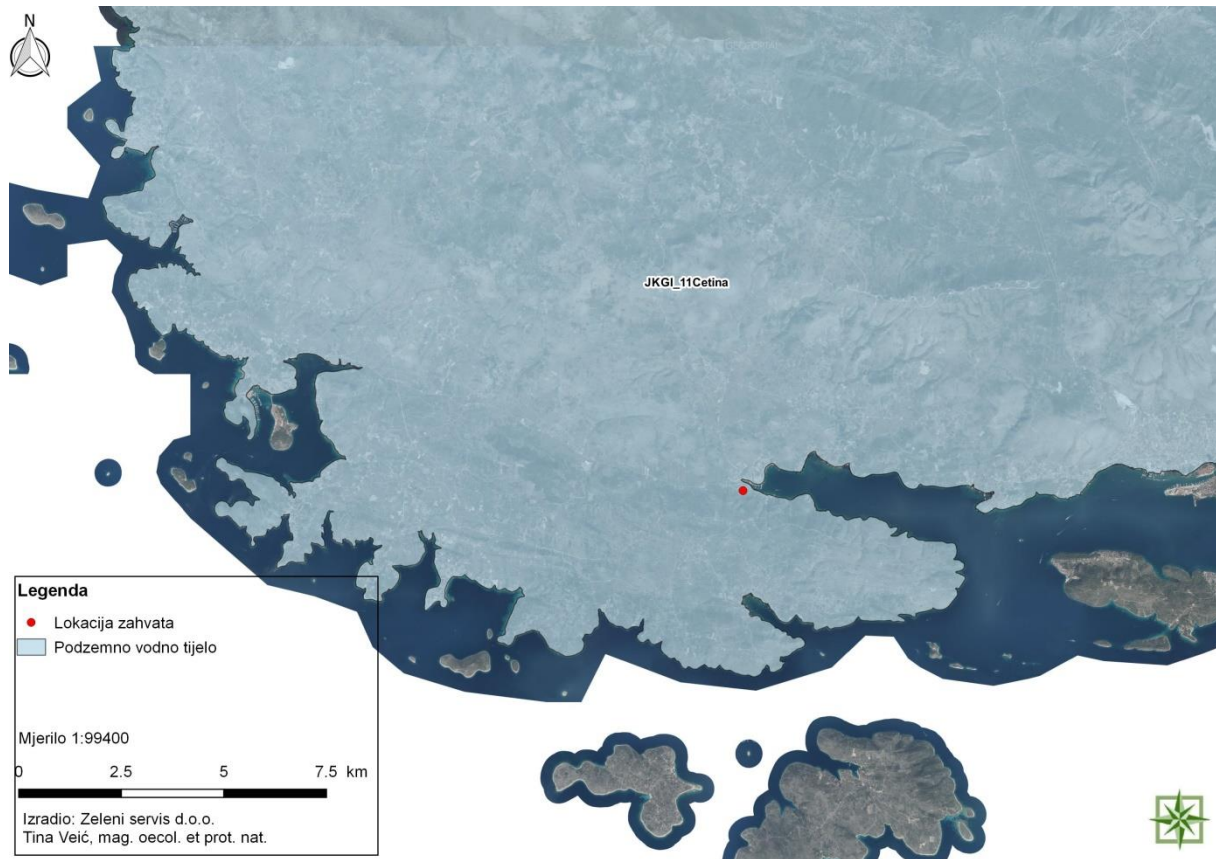 N
JKGI_11Cetina
Legenda
Lokacija zahvata
Podzemno vodno tijelo
Mjerilo 1:99400
0 2.5 5 7.5 km
Izradio: Zeleni servis d.o.o.
Tina Veić, mag. oecol. et prot. nat.